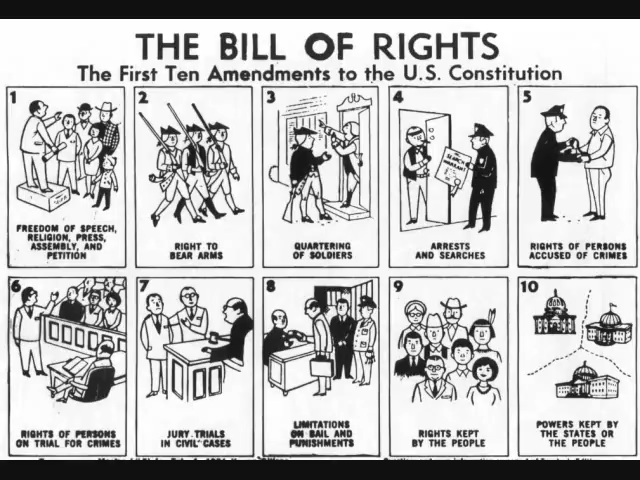 THE BILL OF RIGHTS
The First Ten Amendments to the U.S. Constitution
1
FREEDOM OF SPEECH,
RELIGION, PRESS,
ASSEMBLY, AND
PETITION
2
RIGHT TO
BEAR ARMS
3
QUARTERING
OF SOLDIERS
4
SEARCH
WARRANT
ARRESTS
AND SEARCHES
5
RIGHTS OF PERSONS
ACCUSED OF CRIMES
6
RIGHTS OF PERSONS
ON TRIAL FOR CRIMES
7
JURY TRIALS
IN CIVIL CASES
8
LIMITATIONS
ON BAIL AND
PUNISHMENTS
9
RIGHTS KEPT
BY THE PEOPLE
10
POWERS KEPT BY
THE STATES OR
THE PEOPLE